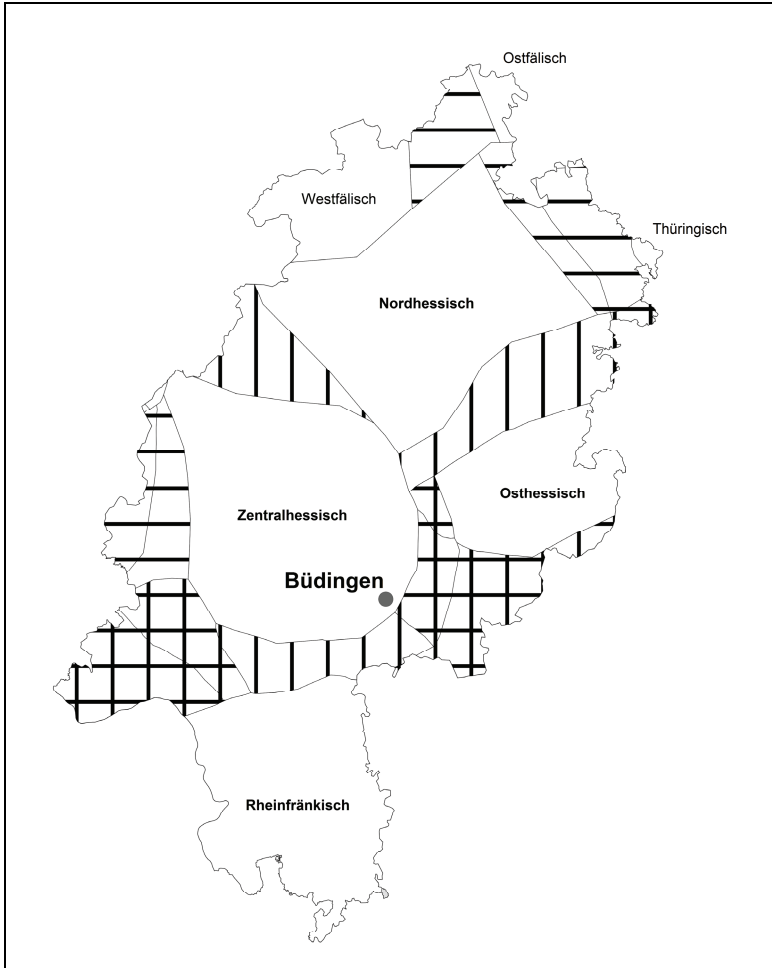 Ostfälisch
Westfälisch
Thüringisch
Nordhessisch
Osthessisch
Zentralhessisch
Büdingen
Rheinfränkisch